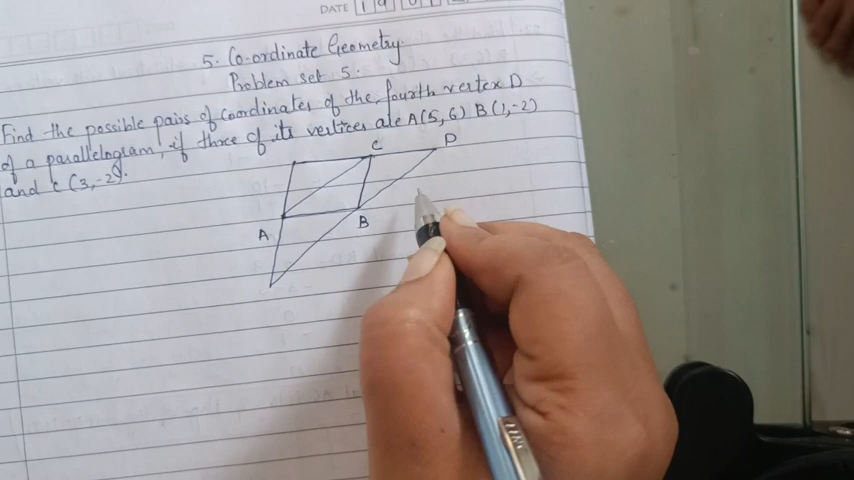 DATE
5. Co-ordinate Geometry
Problem set 5.
Find the possible pairs of coordinates of the fourth vertex D
of a parallelogram, if three of its vertices are A(5,6) B(1,-2)
and C(3,-2).
C D
A B